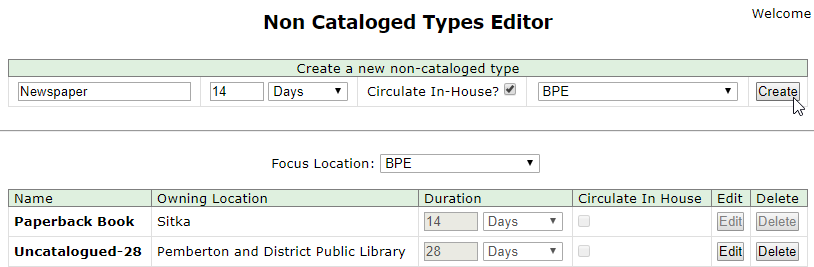 Welcome
Non Cataloged Types Editor
Create a new non-cataloged type
Newspaper 14 Days Circulate In-House? BPE Create
Focus Location: BPE
Name Owning Location Duration Circulate In House Edit Delete
Paperback Book Sitka 14 Days Edit Delete
Uncatalogued-28 Pemberton and District Public Library 28 Days Edit Delete